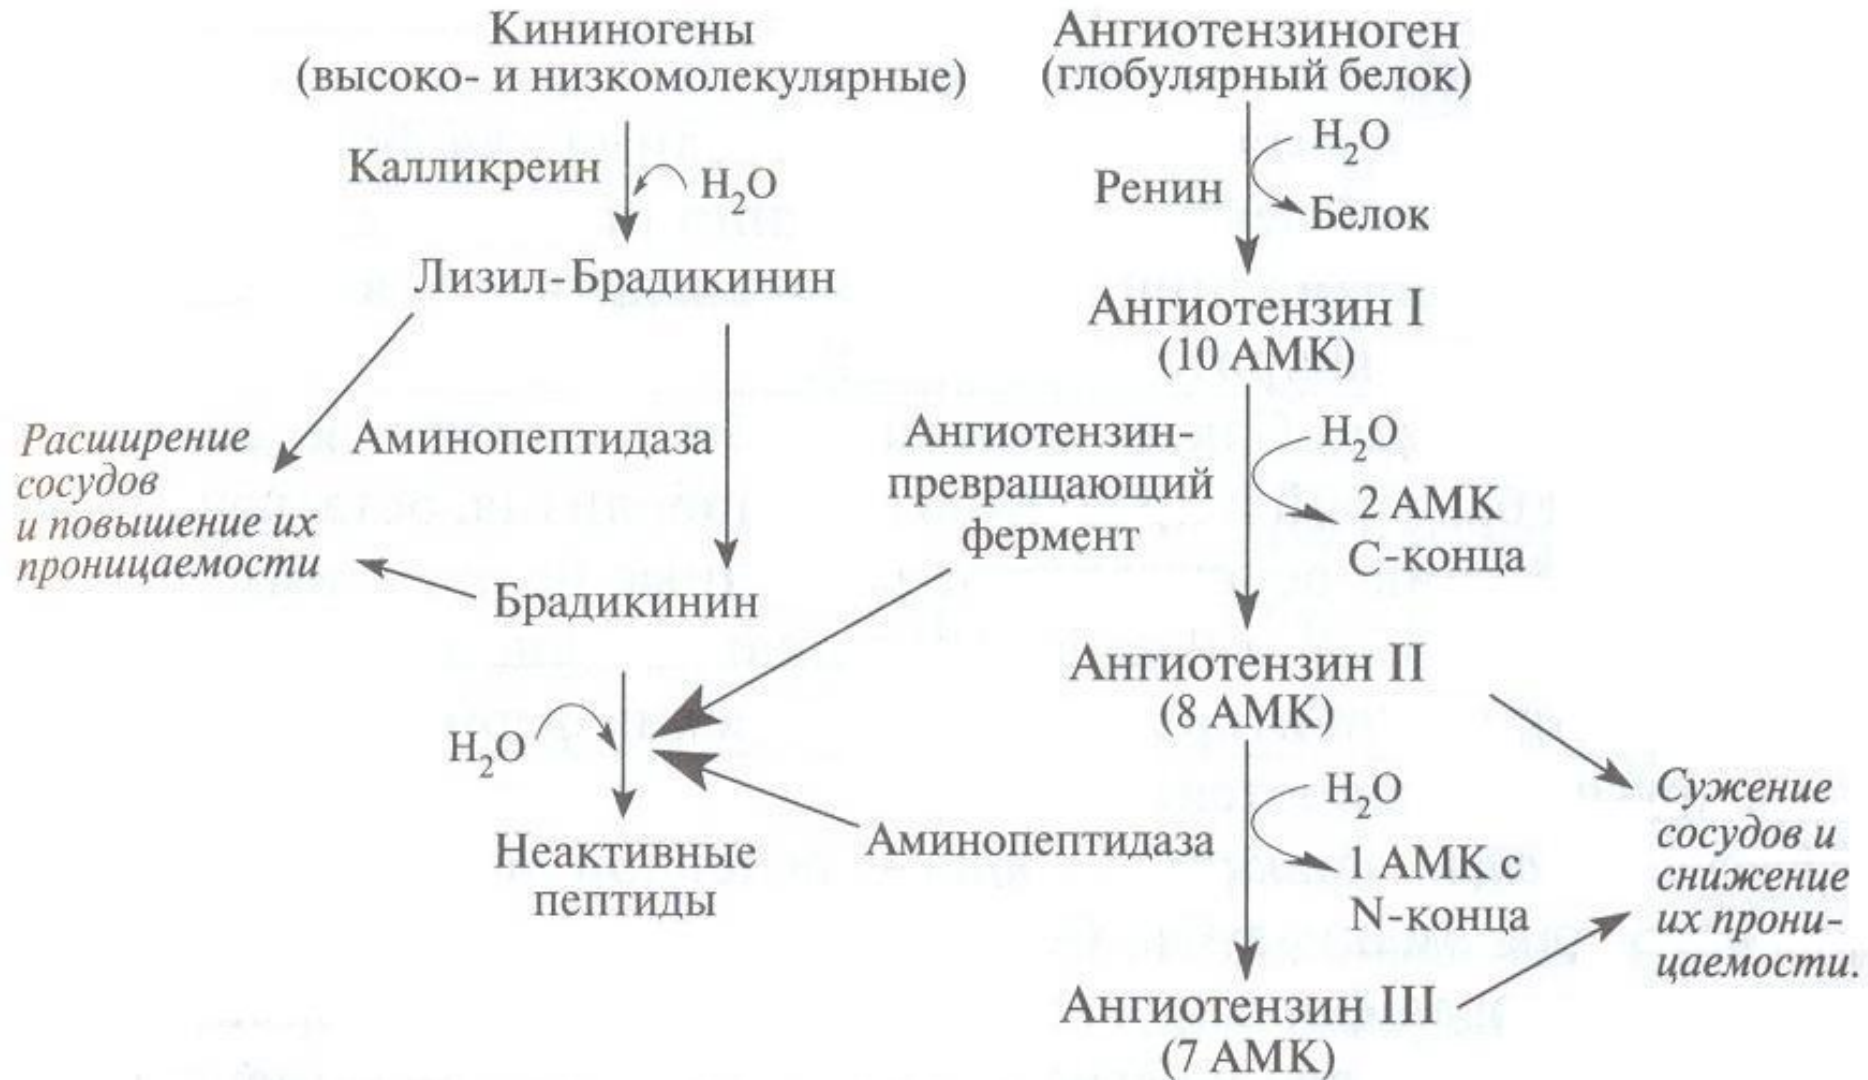 Кининогены
(высоко- и низкомолекулярные)
Калликреин
H₂O
Лизил-Брадикинин
Расширение
сосудов
и повышение их
проницаемости
Аминопептидаза
Брадикинин
H₂O
Неактивные
пептиды
Ангиотензиноген
(глобулярный белок)
H₂O
Ренин
Белок
Ангиотензин I
(10 АМК)
Ангиотензин-
превращающий
фермент
H₂O
2 АМК
С-конца
Ангиотензин II
(8 АМК)
H₂O
Аминопептидаза
1 АМК с
N-конца
Ангиотензин III
(7 АМК)
Сужение
сосудов и
снижение
их прони-
цаемости.